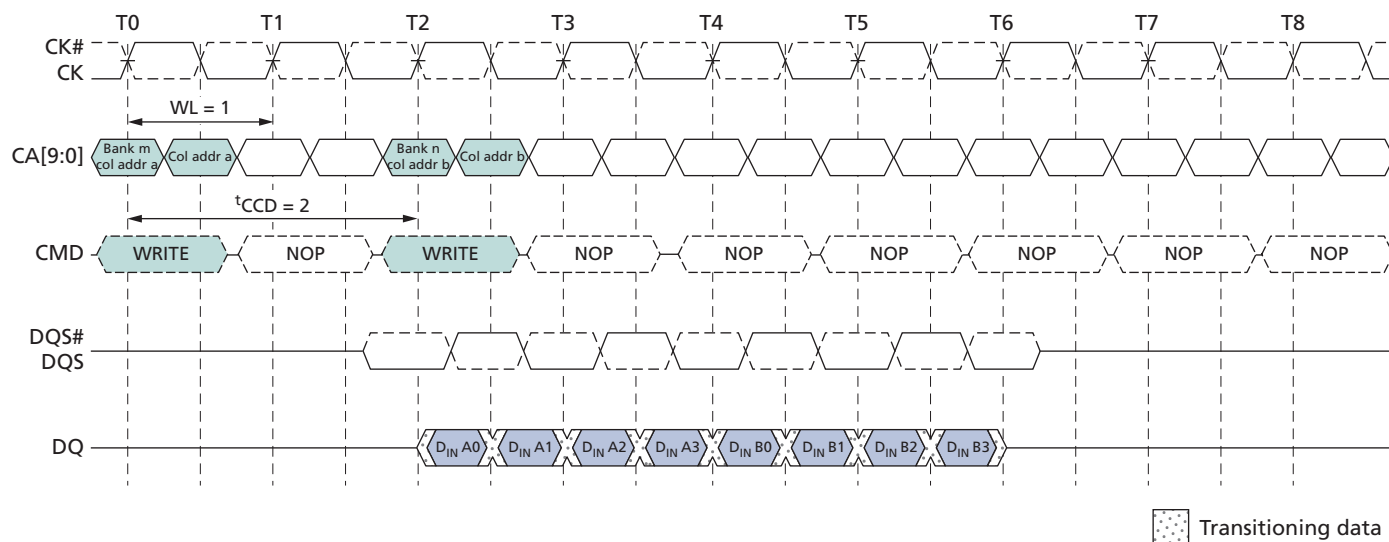 T0 T1 T2 T3 T4 T5 T6 T7 T8
CK#
CK
WL = 1
CA[9:0]
Bank m
col addr a
Col addr a
Bank n
col addr b
Col addr b
tCCD = 2
CMD WRITE NOP WRITE NOP NOP NOP NOP NOP NOP
DQS#
DQS
DQ DIN A0 DIN A1 DIN A2 DIN A3 DIN B0 DIN B1 DIN B2 DIN B3
Transitioning data